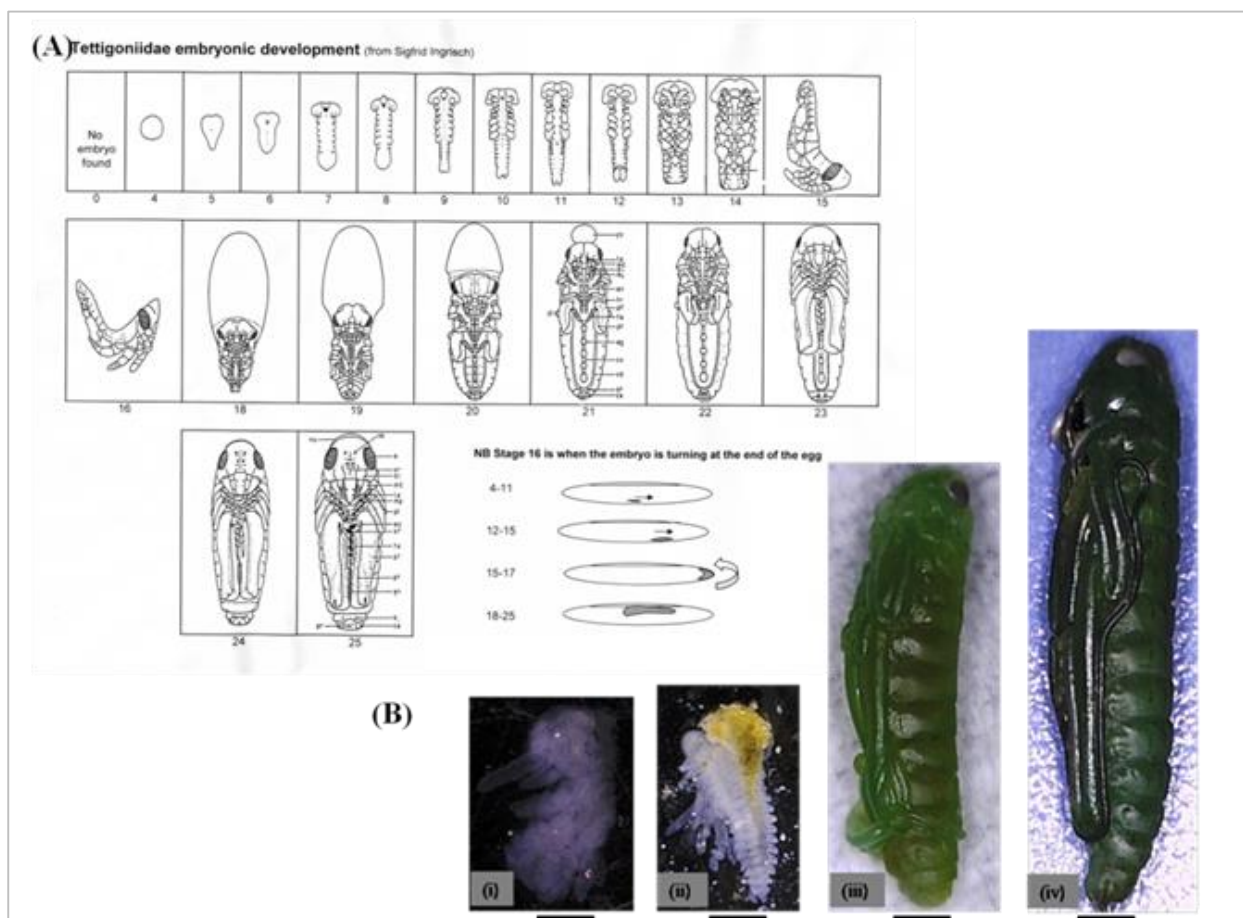 (A) Tettigoniidae embryonic development (from Sigfrid Ingrisch)
No
embryo
found
0 4 5 6 7 8 9 10 11 12 13 14 15
16 18 19 20 21 22 23
24 25
NB Stage 16 is when the embryo is turning at the end of the egg
4-11
12-15
15-17
18-25
(B)
(i) (ii) (iii) (iv)